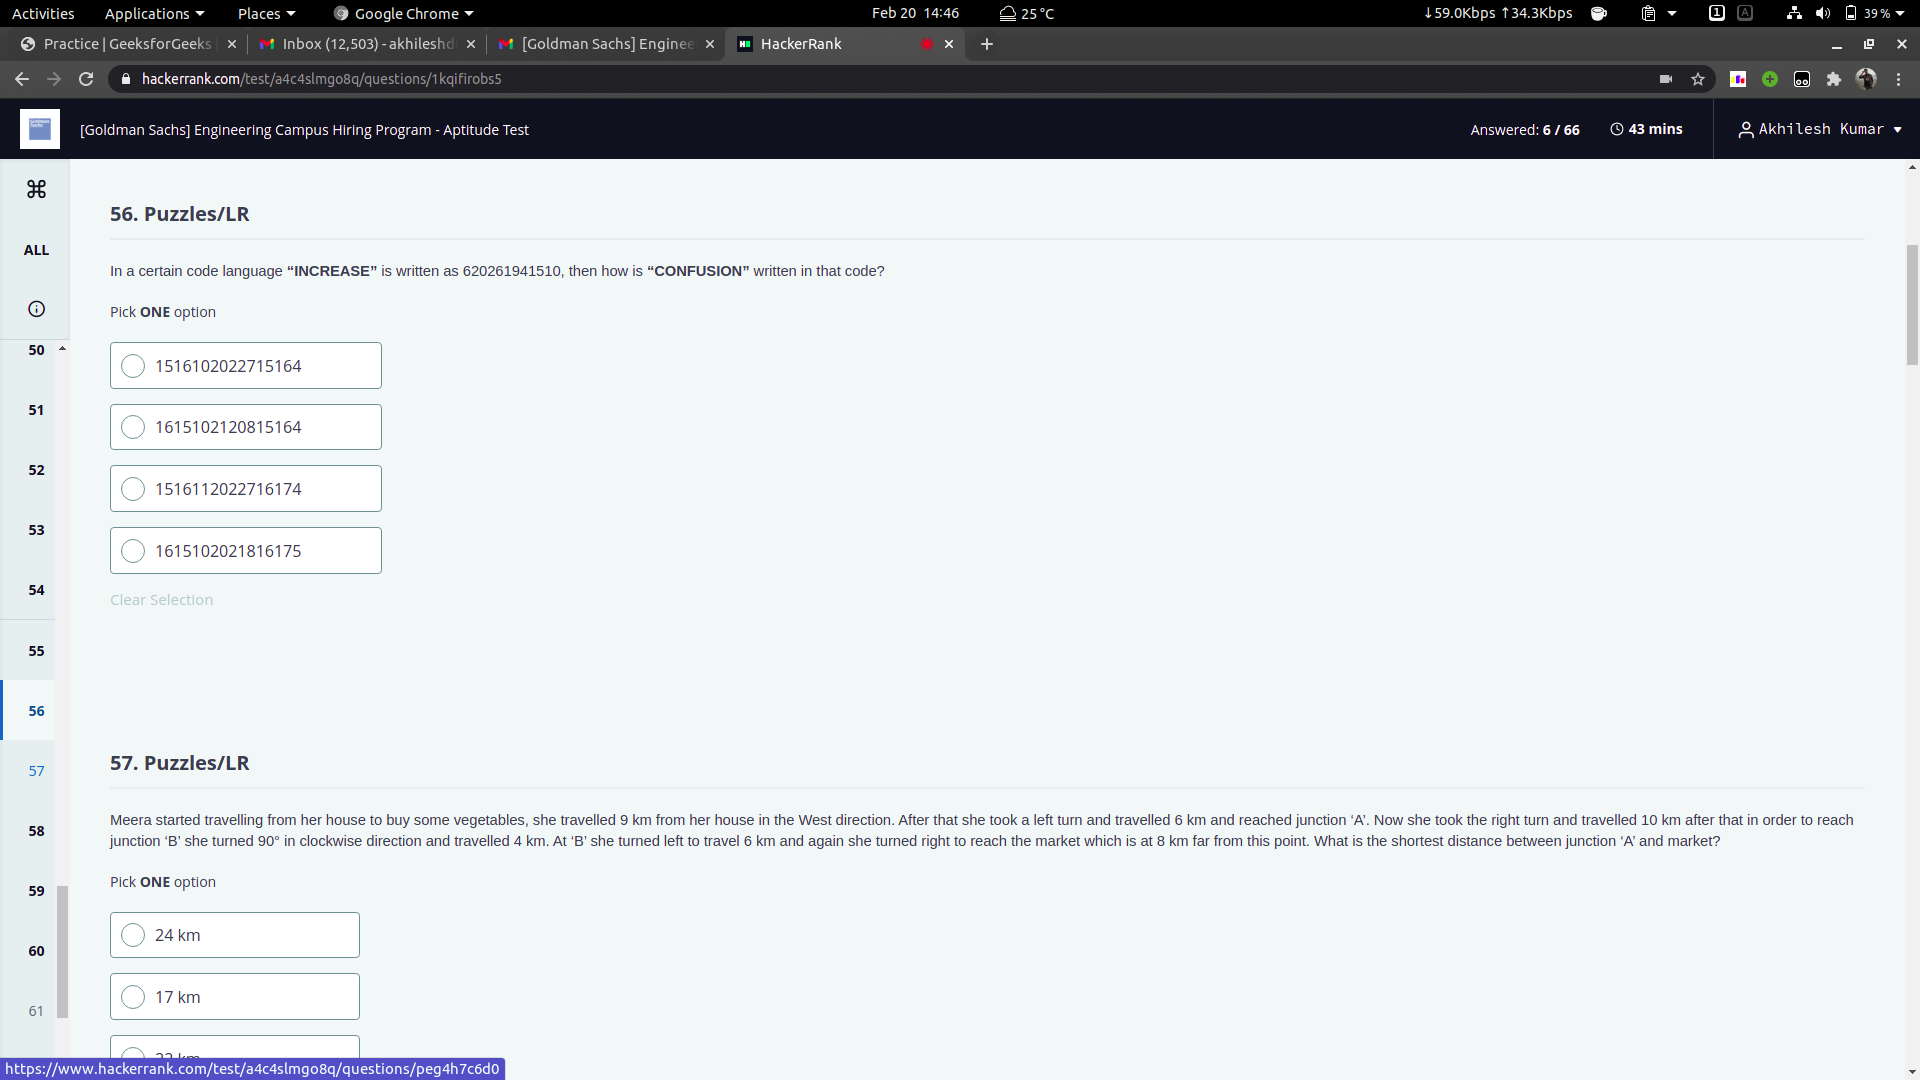 Activities Applications Places Google Chrome Feb 20 14:46 25 °C ↓59.0Kbps ↑34.3Kbps 1 A 39 %
Practice | GeeksforGeeks
Inbox (12,503) - akhileshd
[Goldman Sachs] Enginee
HackerRank
hackerrank.com/test/a4c4slmgo8q/questions/1kqifirobs5
[Goldman Sachs] Engineering Campus Hiring Program - Aptitude Test
Answered: 6 / 66
43 mins
Akhilesh Kumar
ALL
50
51
52
53
54
55
56
57
58
59
60
61
56. Puzzles/LR
In a certain code language “INCREASE” is written as 620261941510, then how is “CONFUSION” written in that code?
Pick ONE option
1516102022715164
1615102120815164
1516112022716174
1615102021816175
Clear Selection
57. Puzzles/LR
Meera started travelling from her house to buy some vegetables, she travelled 9 km from her house in the West direction. After that she took a left turn and travelled 6 km and reached junction ‘A’. Now she took the right turn and travelled 10 km after that in order to reach
junction ‘B’ she turned 90° in clockwise direction and travelled 4 km. At ‘B’ she turned left to travel 6 km and again she turned right to reach the market which is at 8 km far from this point. What is the shortest distance between junction ‘A’ and market?
Pick ONE option
24 km
17 km
https://www.hackerrank.com/test/a4c4slmgo8q/questions/peg4h7c6d0